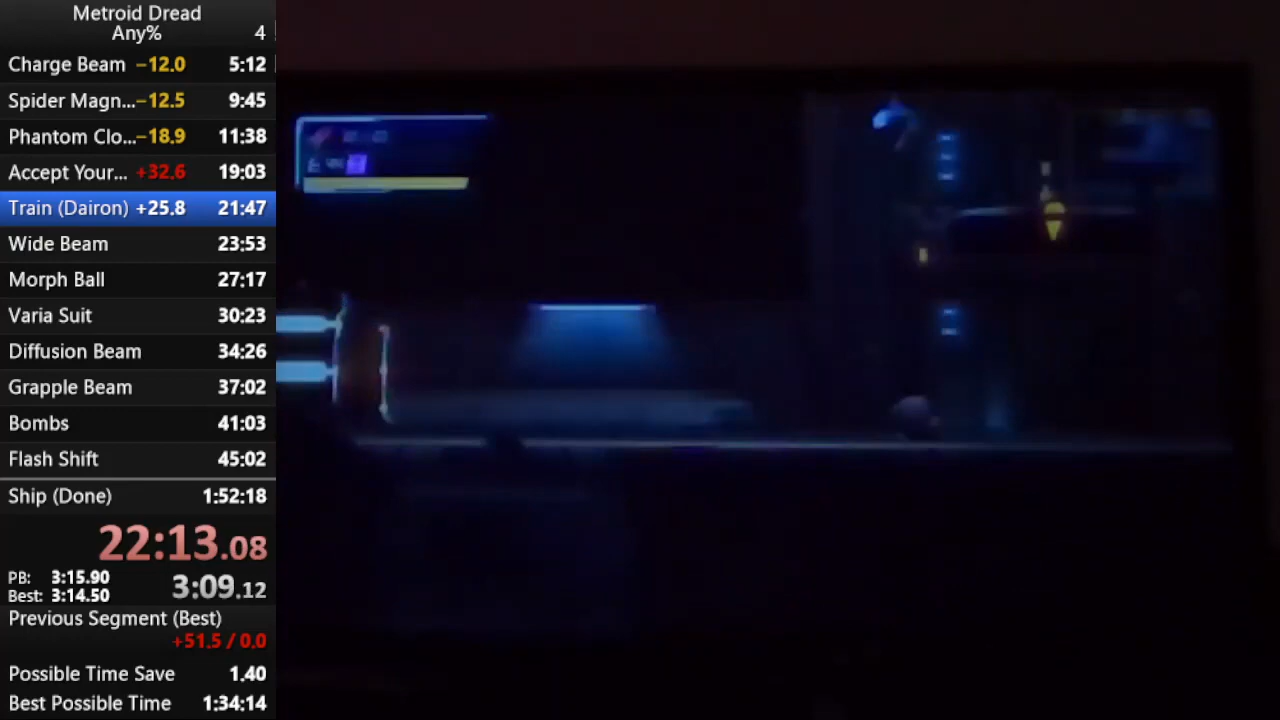 Metroid Dread
Any% 4
Charge Beam −12.0 5:12
Spider Magn...−12.5 9:45
Phantom Clo...−18.9 11:38
Accept Your... +32.6 19:03
Train (Dairon) +25.8 21:47
Wide Beam 23:53
Morph Ball 27:17
Varia Suit 30:23
Diffusion Beam 34:26
Grapple Beam 37:02
Bombs 41:03
Flash Shift 45:02
Ship (Done) 1:52:18
22:13.08
PB: 3:15.90 3:09.12
Best: 3:14.50
Previous Segment (Best)
+51.5 / 0.0
Possible Time Save 1.40
Best Possible Time 1:34:14